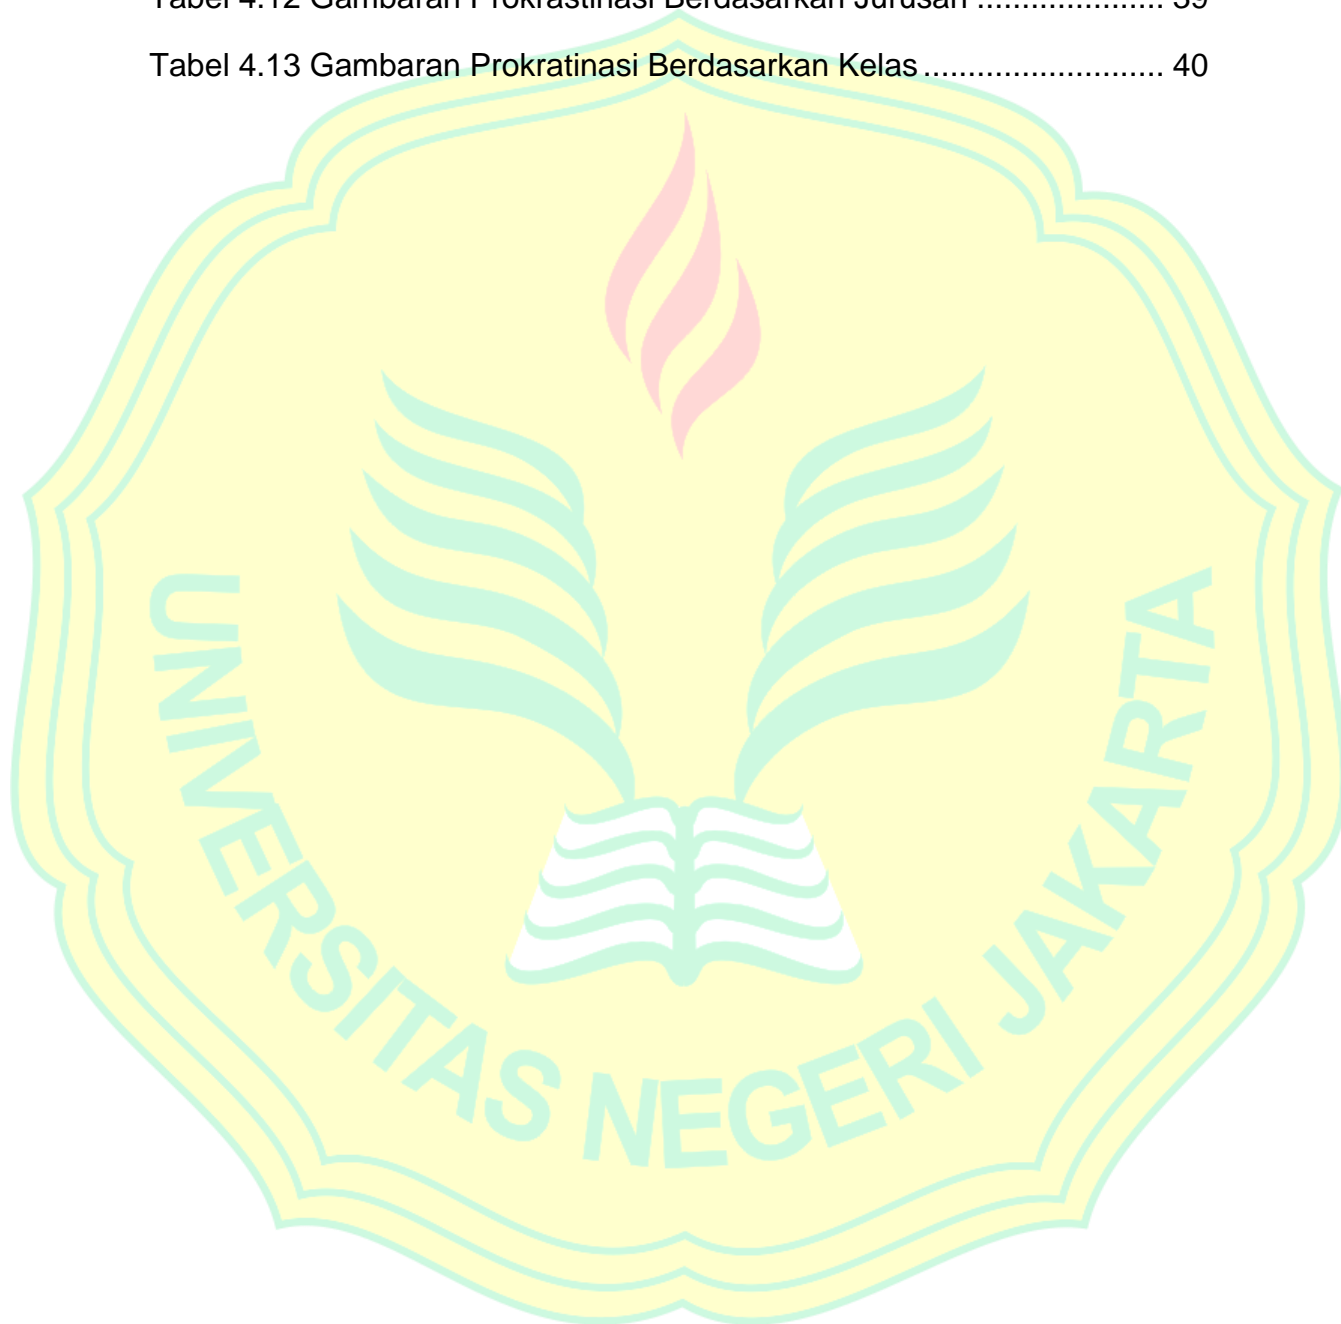 Tabel 4.12 Gambaran Prokrastinasi Berdasarkan Jurusan ..................... 39
Tabel 4.13 Gambaran Prokratinasi Berdasarkan Kelas ........................... 40
UNIVERSITAS NEGERI JAKARTA